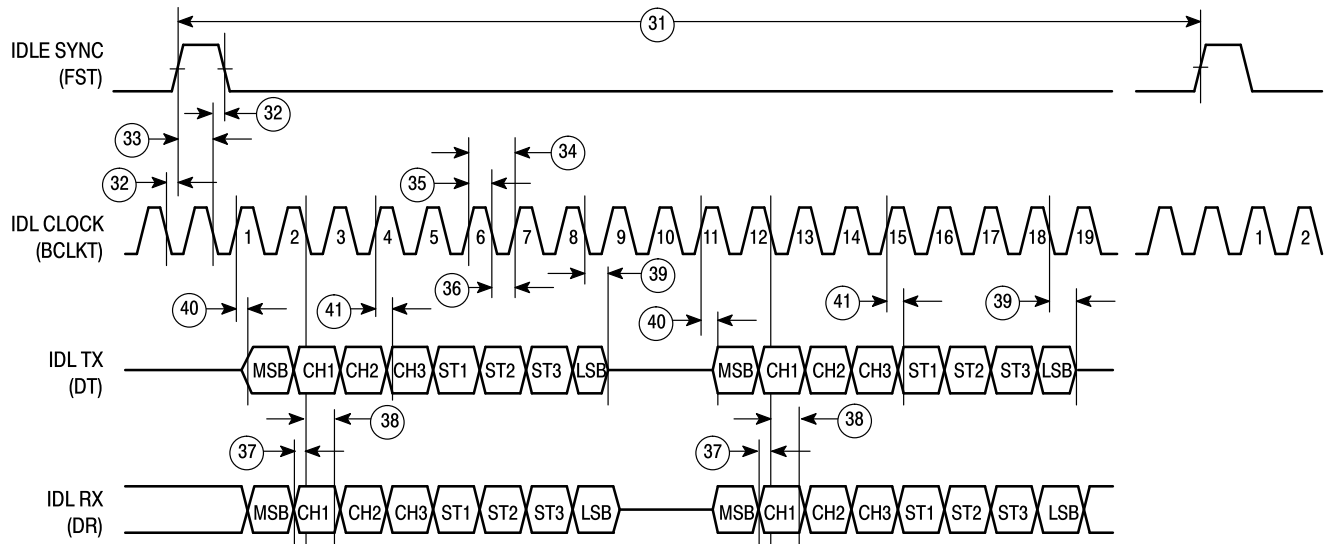 31
IDLE SYNC
(FST)
32
33
34
32
35
IDL CLOCK
(BCLKT)
1 2 3 4 5 6 7 8 9 10 11 12 13 14 15 16 17 18 19 1 2
39
36
40 41 41 39
40
IDL TX
(DT)
MSB CH1 CH2 CH3 ST1 ST2 ST3 LSB MSB CH1 CH2 CH3 ST1 ST2 ST3 LSB
38 38
37 37
IDL RX
(DR)
MSB CH1 CH2 CH3 ST1 ST2 ST3 LSB MSB CH1 CH2 CH3 ST1 ST2 ST3 LSB